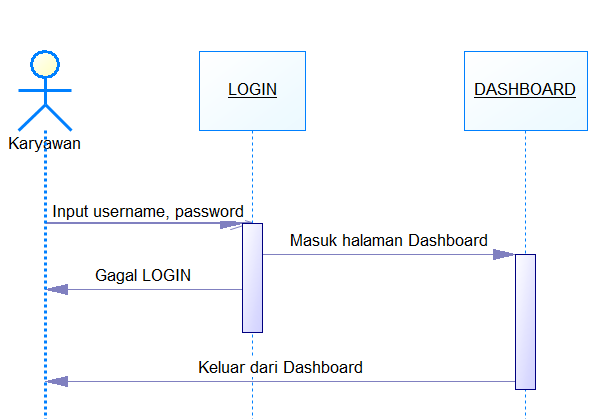 LOGIN
DASHBOARD
Karyawan
Input username, password
Masuk halaman Dashboard
Gagal LOGIN
Keluar dari Dashboard